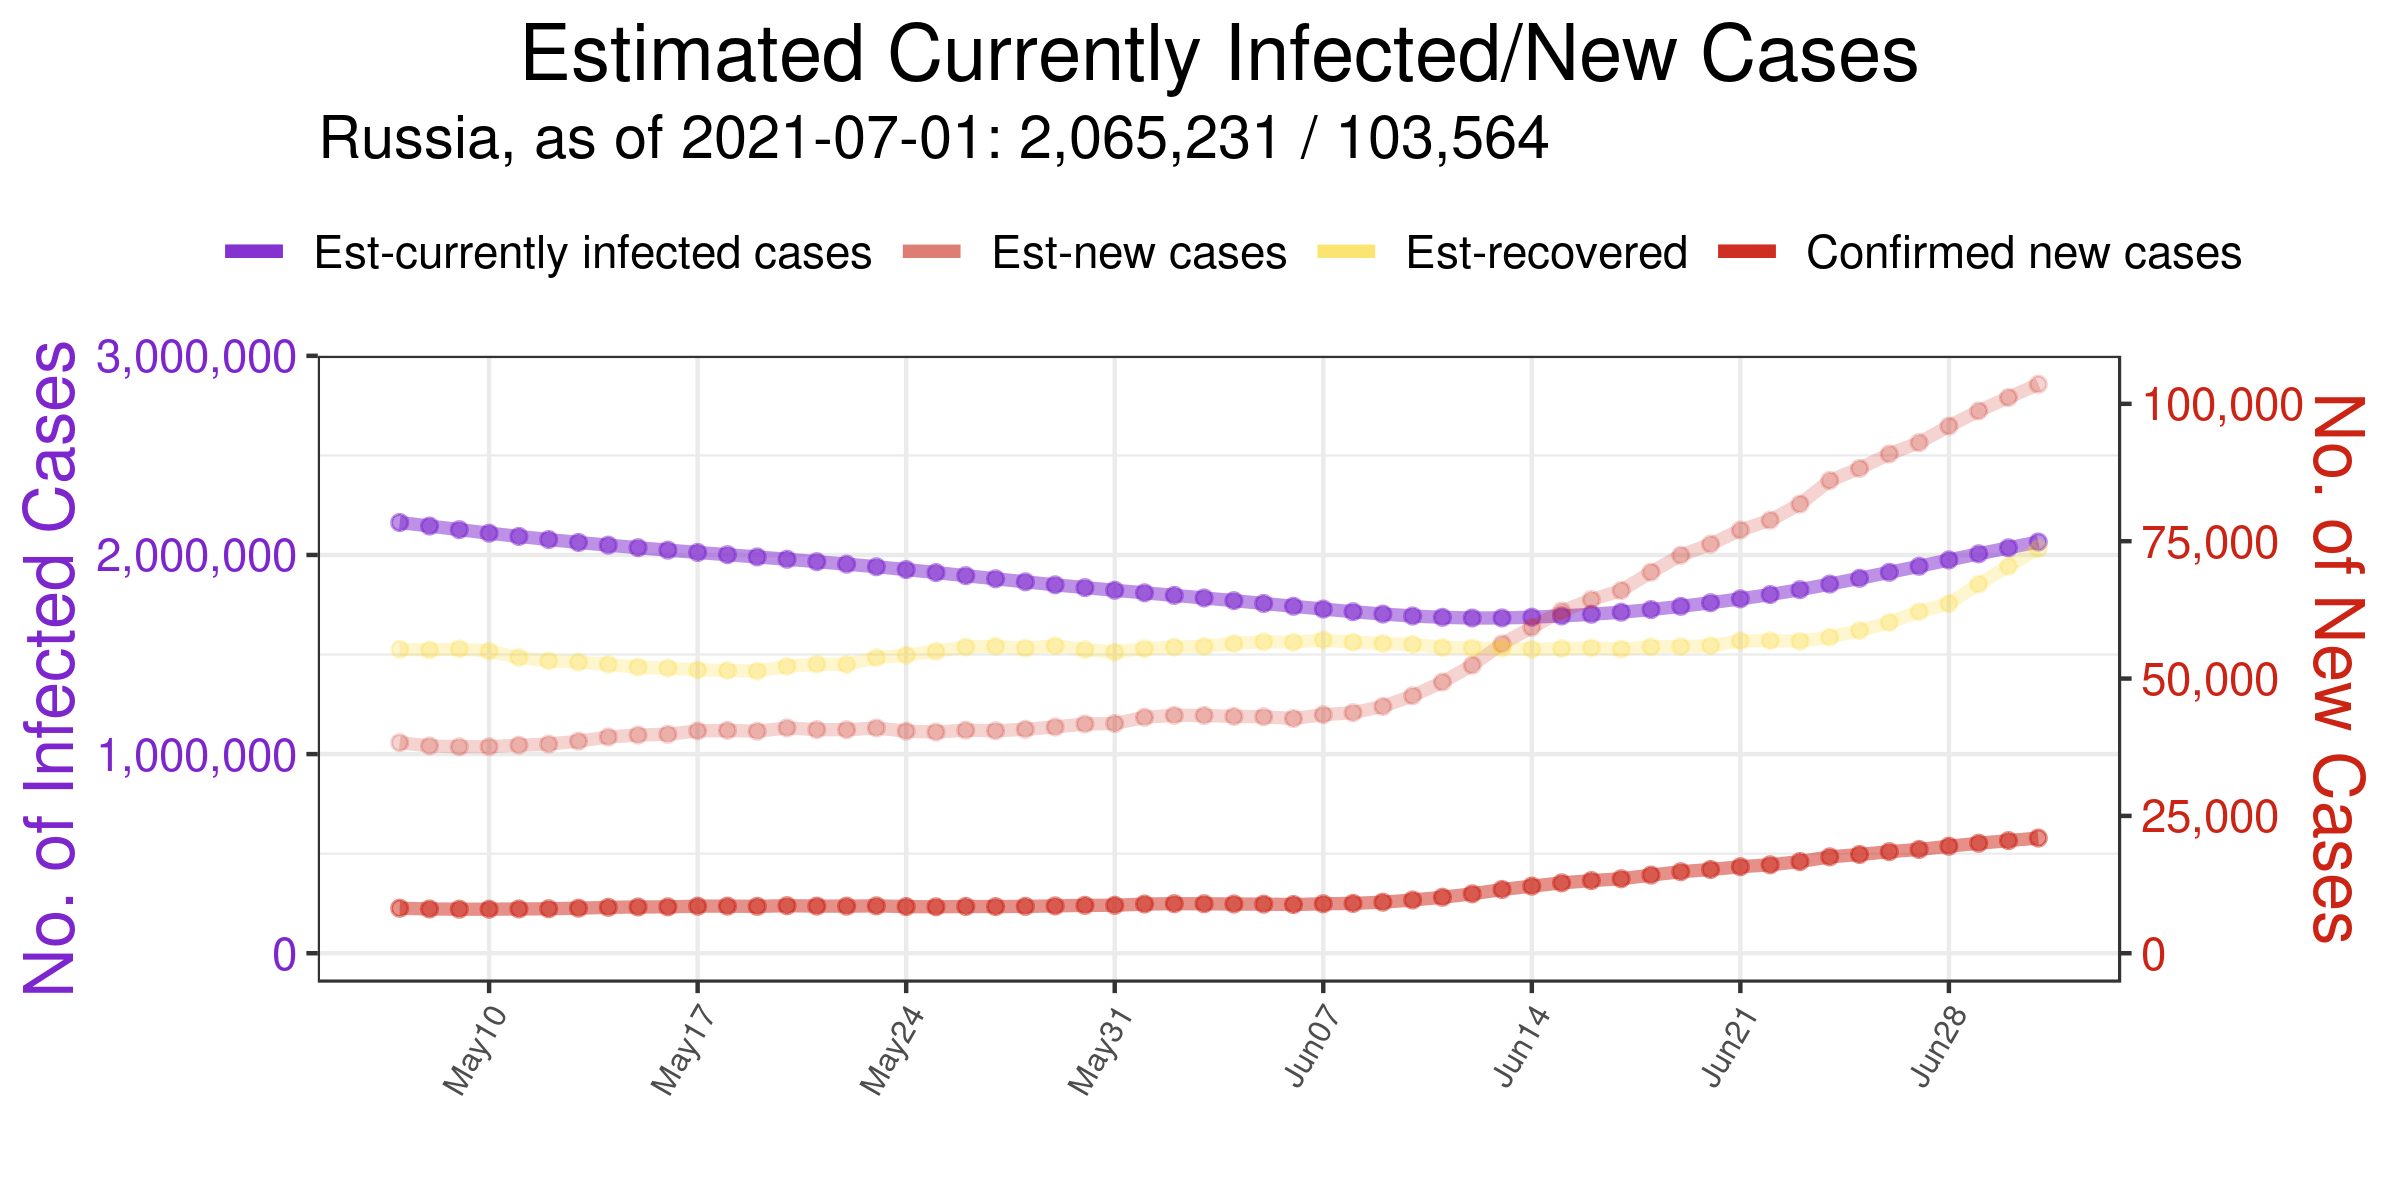 Estimated Currently Infected/New Cases
Russia, as of 2021-07-01: 2,065,231 / 103,564
Est-currently infected cases Est-new cases Est-recovered Confirmed new cases
No. of Infected Cases
3,000,000
2,000,000
1,000,000
0
100,000
75,000
50,000
25,000
0
No. of New Cases
May10 May17 May24 May31 Jun07 Jun14 Jun21 Jun28